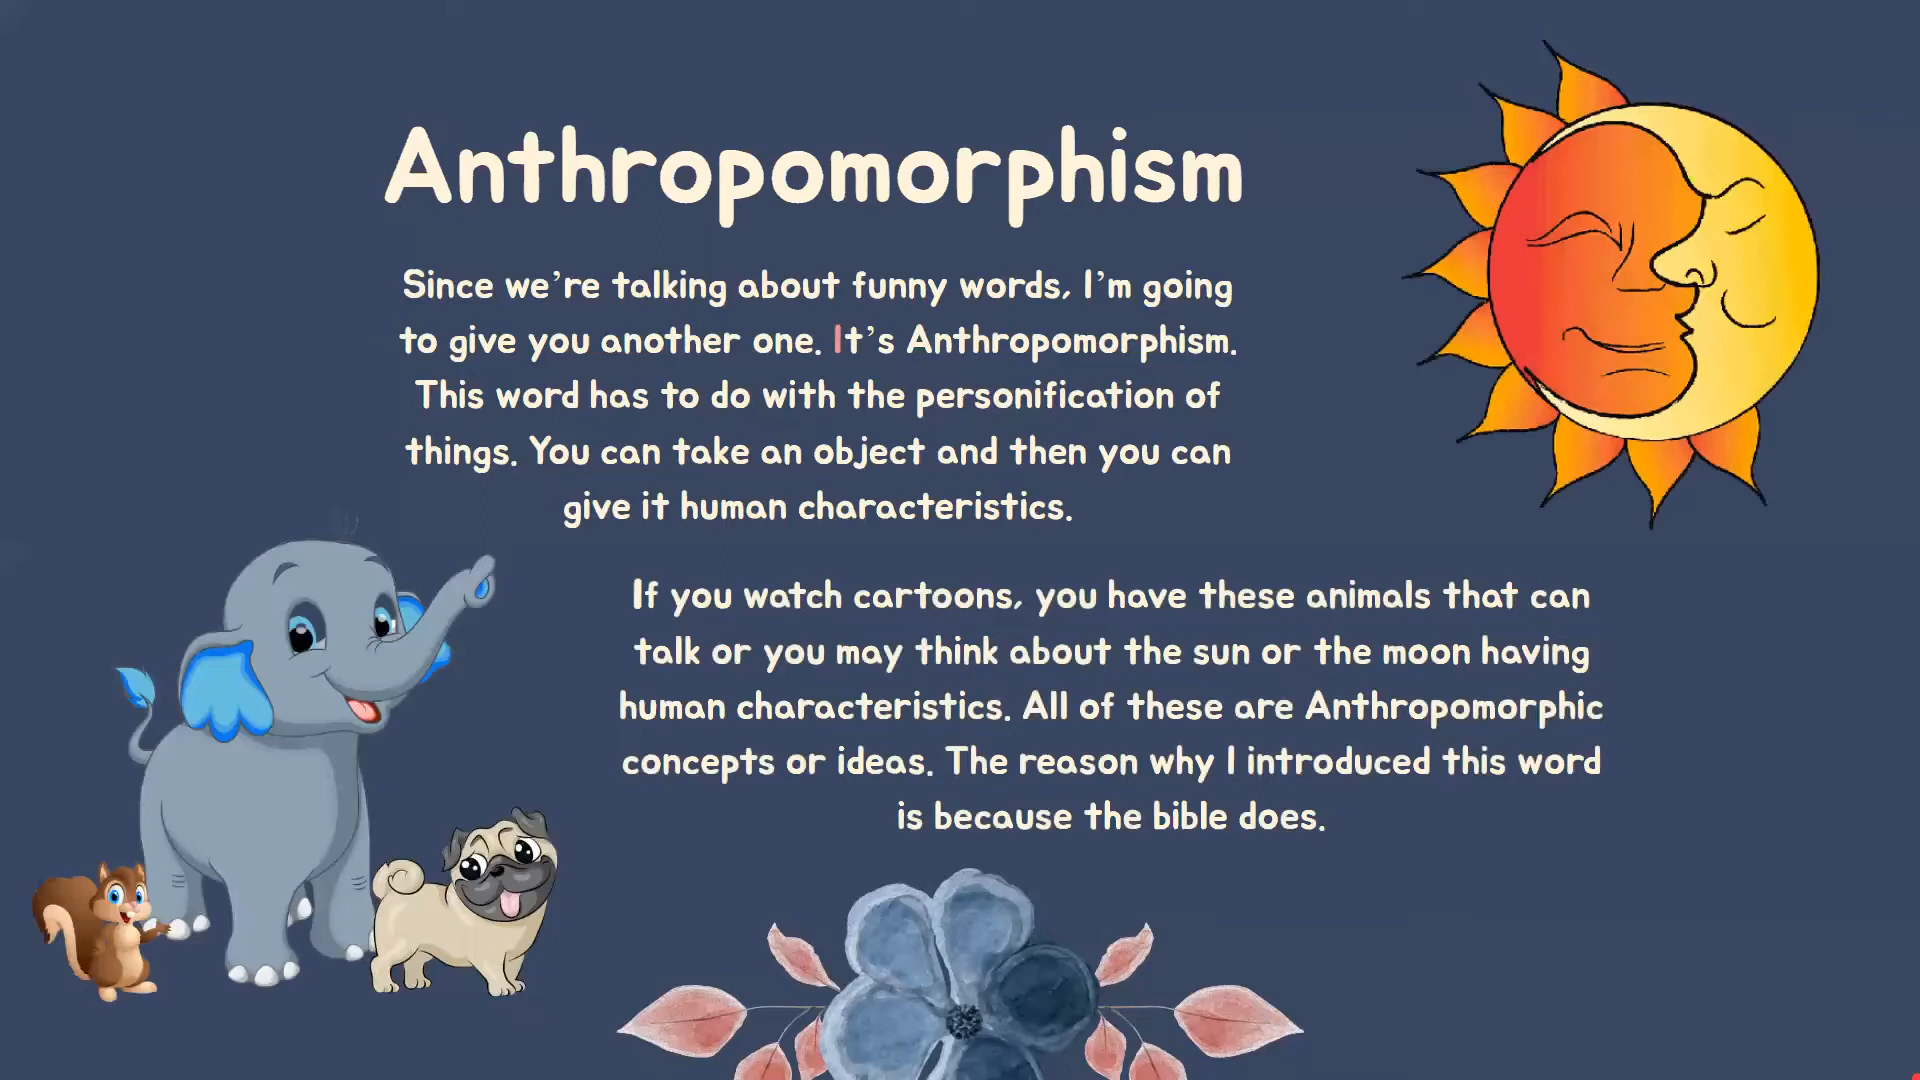 Anthropomorphism
Since we’re talking about funny words, I’m going
to give you another one. It’s Anthropomorphism.
This word has to do with the personification of
things. You can take an object and then you can
give it human characteristics.
If you watch cartoons, you have these animals that can
talk or you may think about the sun or the moon having
human characteristics. All of these are Anthropomorphic
concepts or ideas. The reason why I introduced this word
is because the bible does.